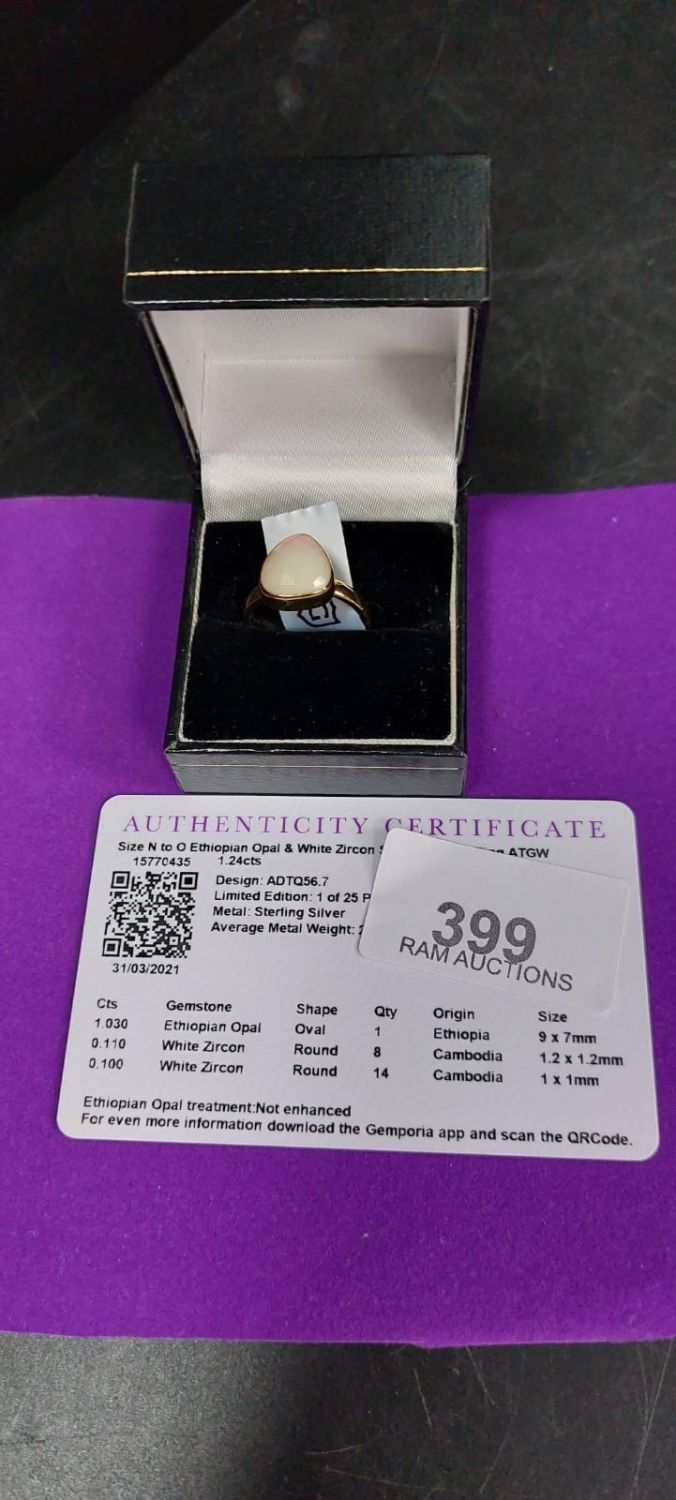 AUTHENTICITY CERTIFICATE
Size N to O Ethiopian Opal & White Zircon ATGW
15770435 1.24cts
Design: ADTQ56.7
Limited Edition: 1 of 25
Metal: Sterling Silver
Average Metal Weight:
31/03/2021
399
RAM AUCTIONS
Cts Gemstone Shape Qty Origin Size
1.030 Ethiopian Opal Oval 1 Ethiopia 9 x 7mm
0.110 White Zircon Round 8 Cambodia 1.2 x 1.2mm
0.100 White Zircon Round 14 Cambodia 1 x 1mm
Ethiopian Opal treatment:Not enhanced
For even more information download the Gemporia app and scan the QRCode.